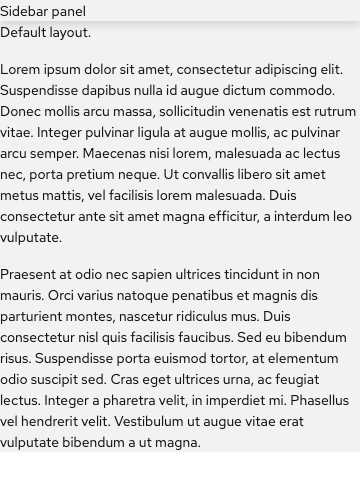 Sidebar panel
Default layout.
Lorem ipsum dolor sit amet, consectetur adipiscing elit.
Suspendisse dapibus nulla id augue dictum commodo.
Donec mollis arcu massa, sollicitudin venenatis est rutrum
vitae. Integer pulvinar ligula at augue mollis, ac pulvinar
arcu semper. Maecenas nisi lorem, malesuada ac lectus
nec, porta pretium neque. Ut convallis libero sit amet
metus mattis, vel facilisis lorem malesuada. Duis
consectetur ante sit amet magna efficitur, a interdum leo
vulputate.
Praesent at odio nec sapien ultrices tincidunt in non
mauris. Orci varius natoque penatibus et magnis dis
parturient montes, nascetur ridiculus mus. Duis
consectetur nisl quis facilisis faucibus. Sed eu bibendum
risus. Suspendisse porta euismod tortor, at elementum
odio suscipit sed. Cras eget ultrices urna, ac feugiat
lectus. Integer a pharetra velit, in imperdiet mi. Phasellus
vel hendrerit velit. Vestibulum ut augue vitae erat
vulputate bibendum a ut magna.